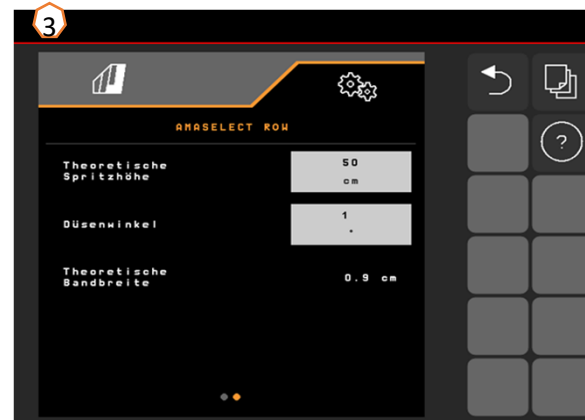 3
AMASELECT ROW
Theoretische
Spritzhöhe
50
cm
Düsenwinkel
1
°
Theoretische
Bandbreite
0.9 cm
?